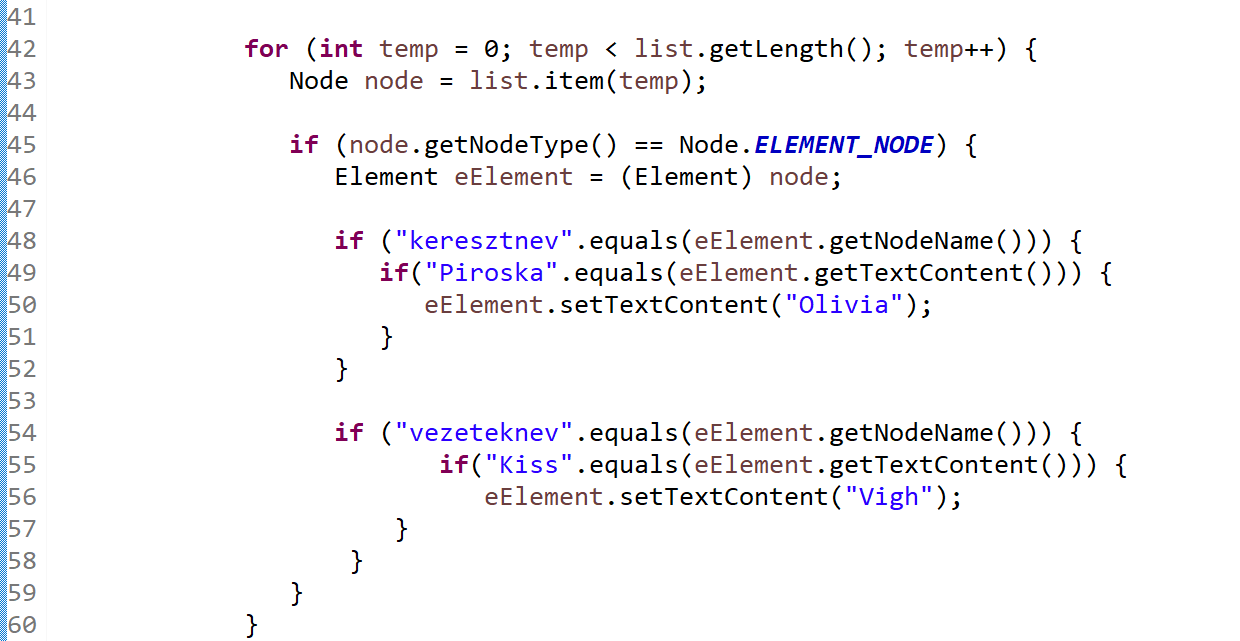 41
42 for (int temp = 0; temp < list.getLength(); temp++) {
43 Node node = list.item(temp);
44
45 if (node.getNodeType() == Node.ELEMENT_NODE) {
46 Element eElement = (Element) node;
47
48 if ("keresztnev".equals(eElement.getNodeName())) {
49 if("Piroska".equals(eElement.getTextContent())) {
50 eElement.setTextContent("Olivia");
51 }
52 }
53
54 if ("vezeteknev".equals(eElement.getNodeName())) {
55 if("Kiss".equals(eElement.getTextContent())) {
56 eElement.setTextContent("Vigh");
57 }
58 }
59 }
60 }